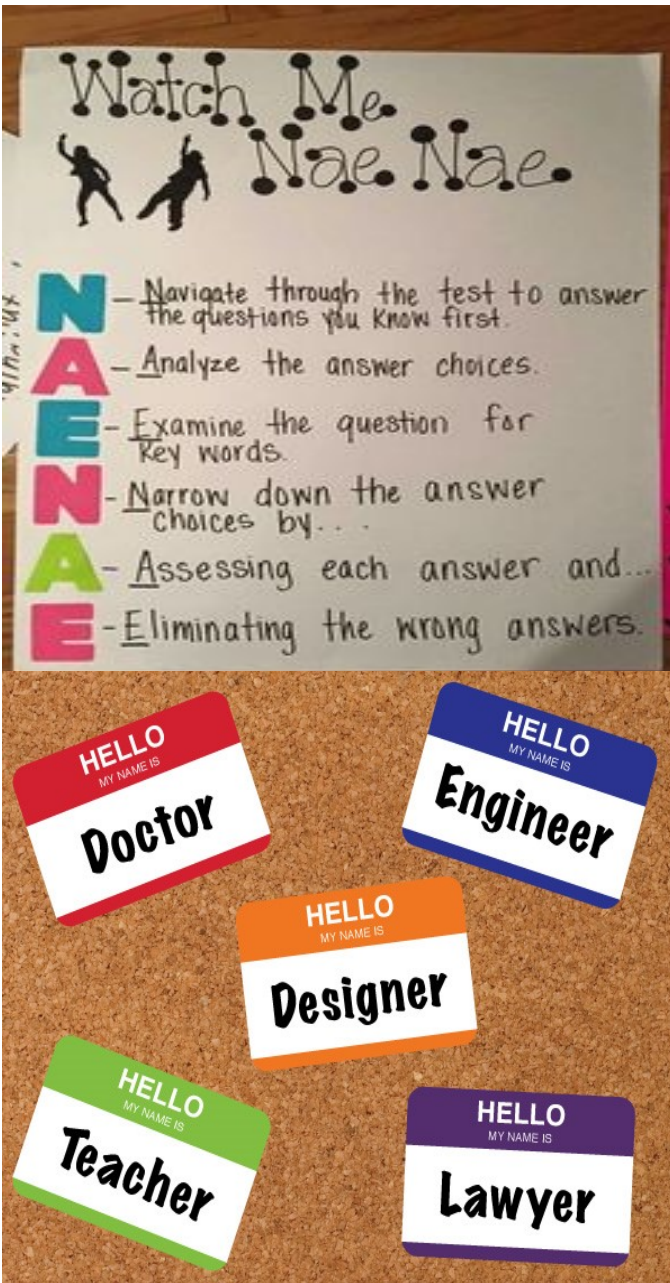 Watch Me
Nae Nae
N - Navigate through the test to answer
the questions you know first.
A - Analyze the answer choices.
E - Examine the question for
key words.
N - Narrow down the answer
choices by...
A - Assessing each answer and...
E - Eliminating the wrong answers.
HELLO
MY NAME IS
Doctor
HELLO
MY NAME IS
Engineer
HELLO
MY NAME IS
Designer
HELLO
MY NAME IS
Teacher
HELLO
MY NAME IS
Lawyer